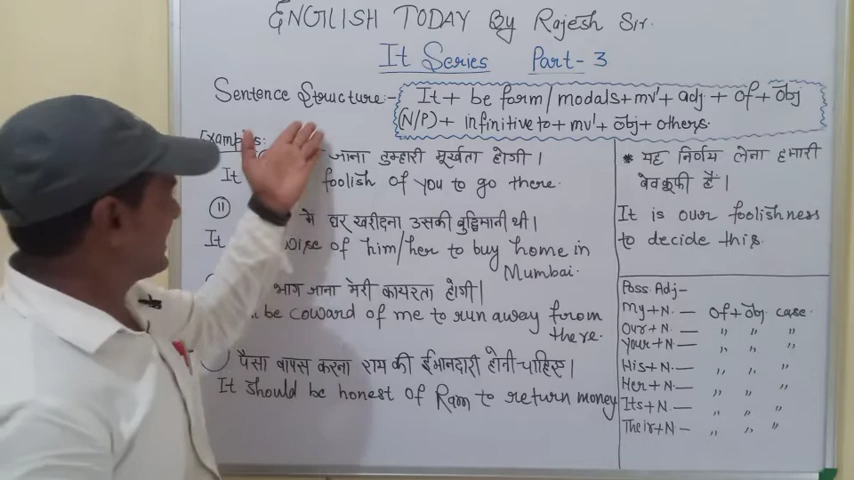 ENGLISH TODAY By Rajesh Sir.
It Series Part-3
Sentence Structure:- It + be form/modals+mv¹+ adj + of + obj
(N/P)+ infinitive to + mv¹+ obj + others.
Examples:
जाना तुम्हारी मूर्खता होगी।
It foolish of you to go there.
(ii) मे घर खरीदना उसकी बुद्धिमानी थी।
It wise of him/her to buy home in
Mumbai.
भाग जाना मेरी कायरता होगी।
be coward of me to run away from
there.
पैसा वापस करना राम की ईमानदारी होनी चाहिए।
It should be honest of Ram to return money
* यह निर्णय लेना हमारी
बेवकूफी है।
It is our foolishness
to decide this.
Poss. Adj-
My+N. — of + obj case.
Our+N. — " " "
Your+N. — " " "
His+N. — " " "
Her+N. — " " "
Its+N. — " " "
Their+N. — " " "